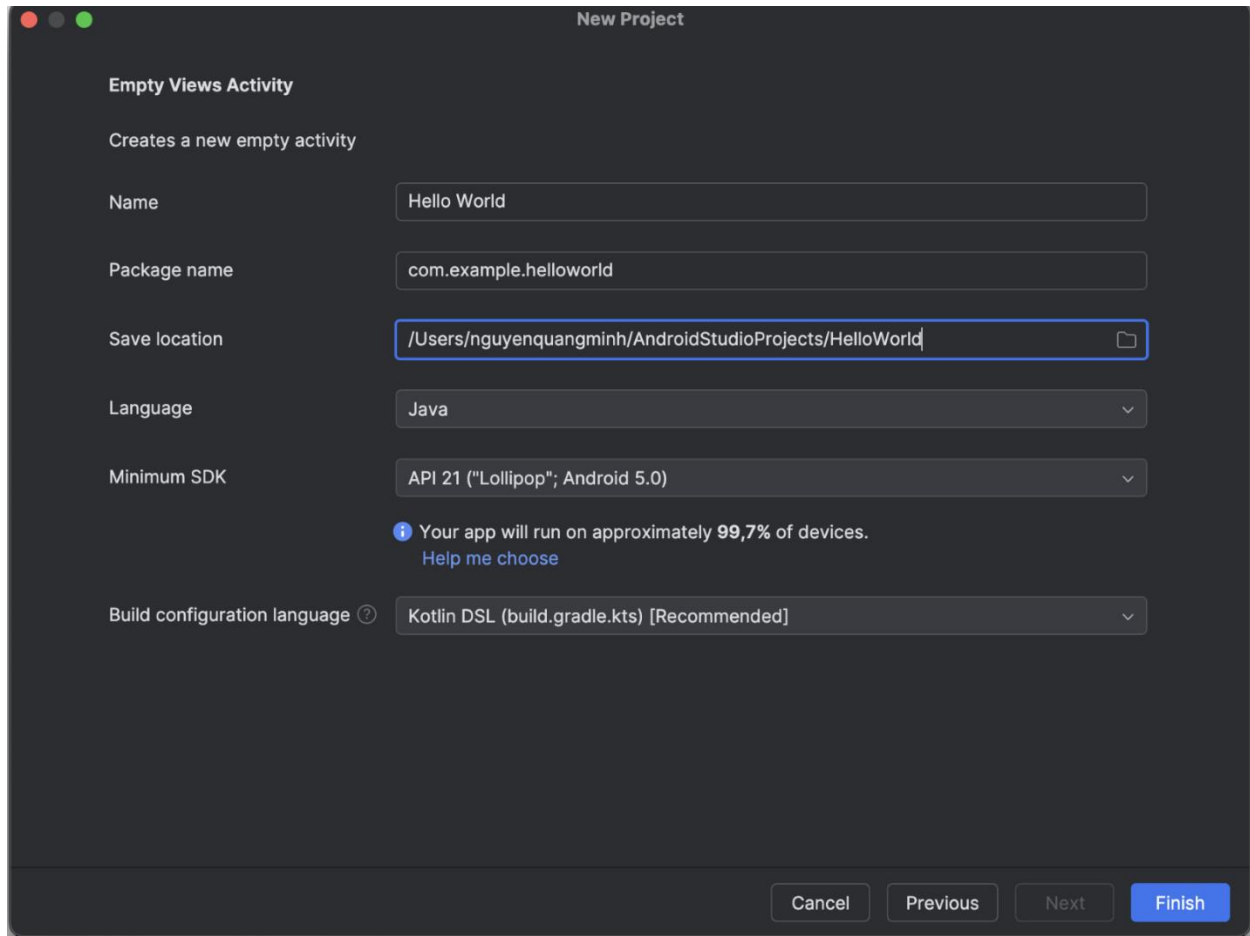 New Project
Empty Views Activity
Creates a new empty activity
Name
Hello World
Package name
com.example.helloworld
Save location
/Users/nguyenquangminh/AndroidStudioProjects/HelloWorld
Language
Java
Minimum SDK
API 21 ("Lollipop"; Android 5.0)
Your app will run on approximately 99,7% of devices.
Help me choose
Build configuration language ?
Kotlin DSL (build.gradle.kts) [Recommended]
Cancel
Previous
Next
Finish